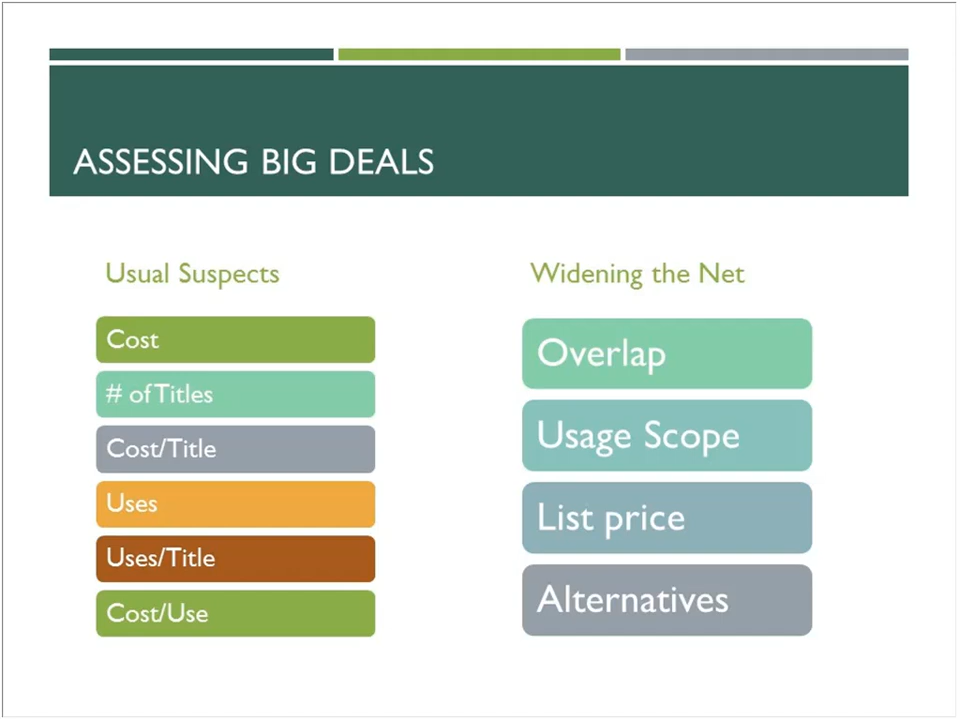 ASSESSING BIG DEALS
Usual Suspects
Cost
# of Titles
Cost/Title
Uses
Uses/Title
Cost/Use
Widening the Net
Overlap
Usage Scope
List price
Alternatives